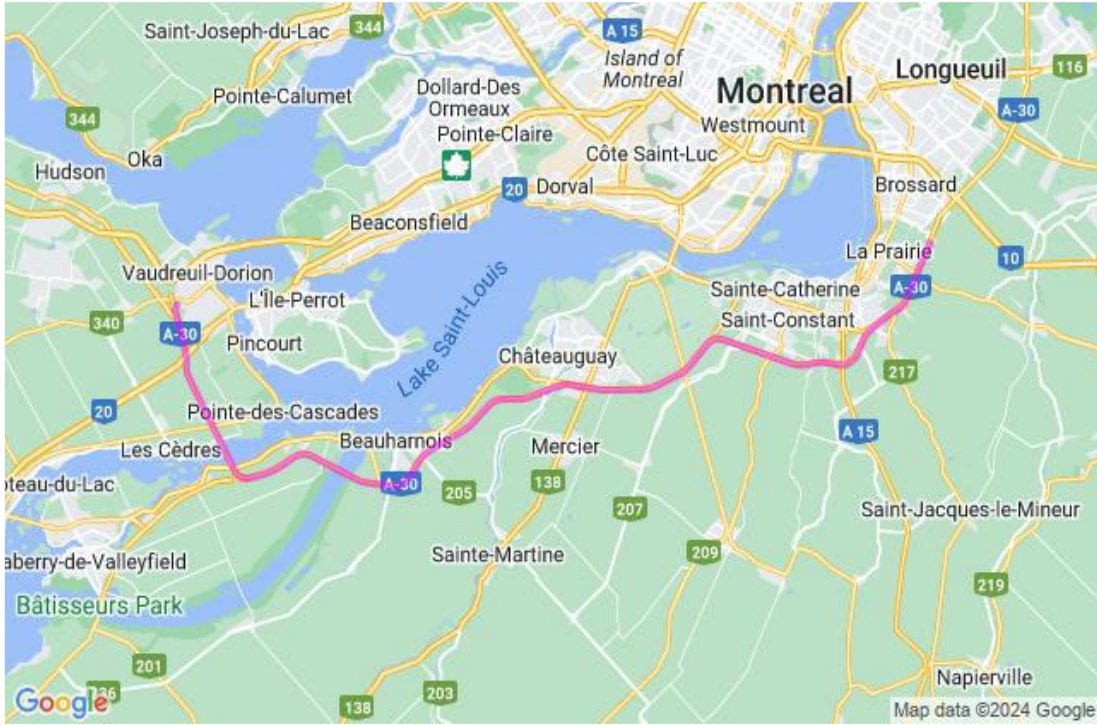 Saint-Joseph-du-Lac
344
A 15
Island of
Montreal
Longueuil
116
Pointe-Calumet
Dollard-Des
Ormeaux
Montreal
A-30
344
Pointe-Claire
Westmount
Oka
Côte Saint-Luc
Hudson
20
Dorval
Brossard
Beaconsfield
La Prairie
10
Vaudreuil-Dorion
L'Île-Perrot
Sainte-Catherine
A-30
340
A-30
Saint-Constant
Pincourt
Lake Saint-Louis
Châteauguay
217
20
Pointe-des-Cascades
Les Cèdres
Beauharnois
Mercier
A 15
oteau-du-Lac
A-30
205
138
207
Saint-Jacques-le-Mineur
aberry-de-Valleyfield
Sainte-Martine
209
219
Bâtisseurs Park
201
Napierville
Google
236
138
203
Map data ©2024 Google